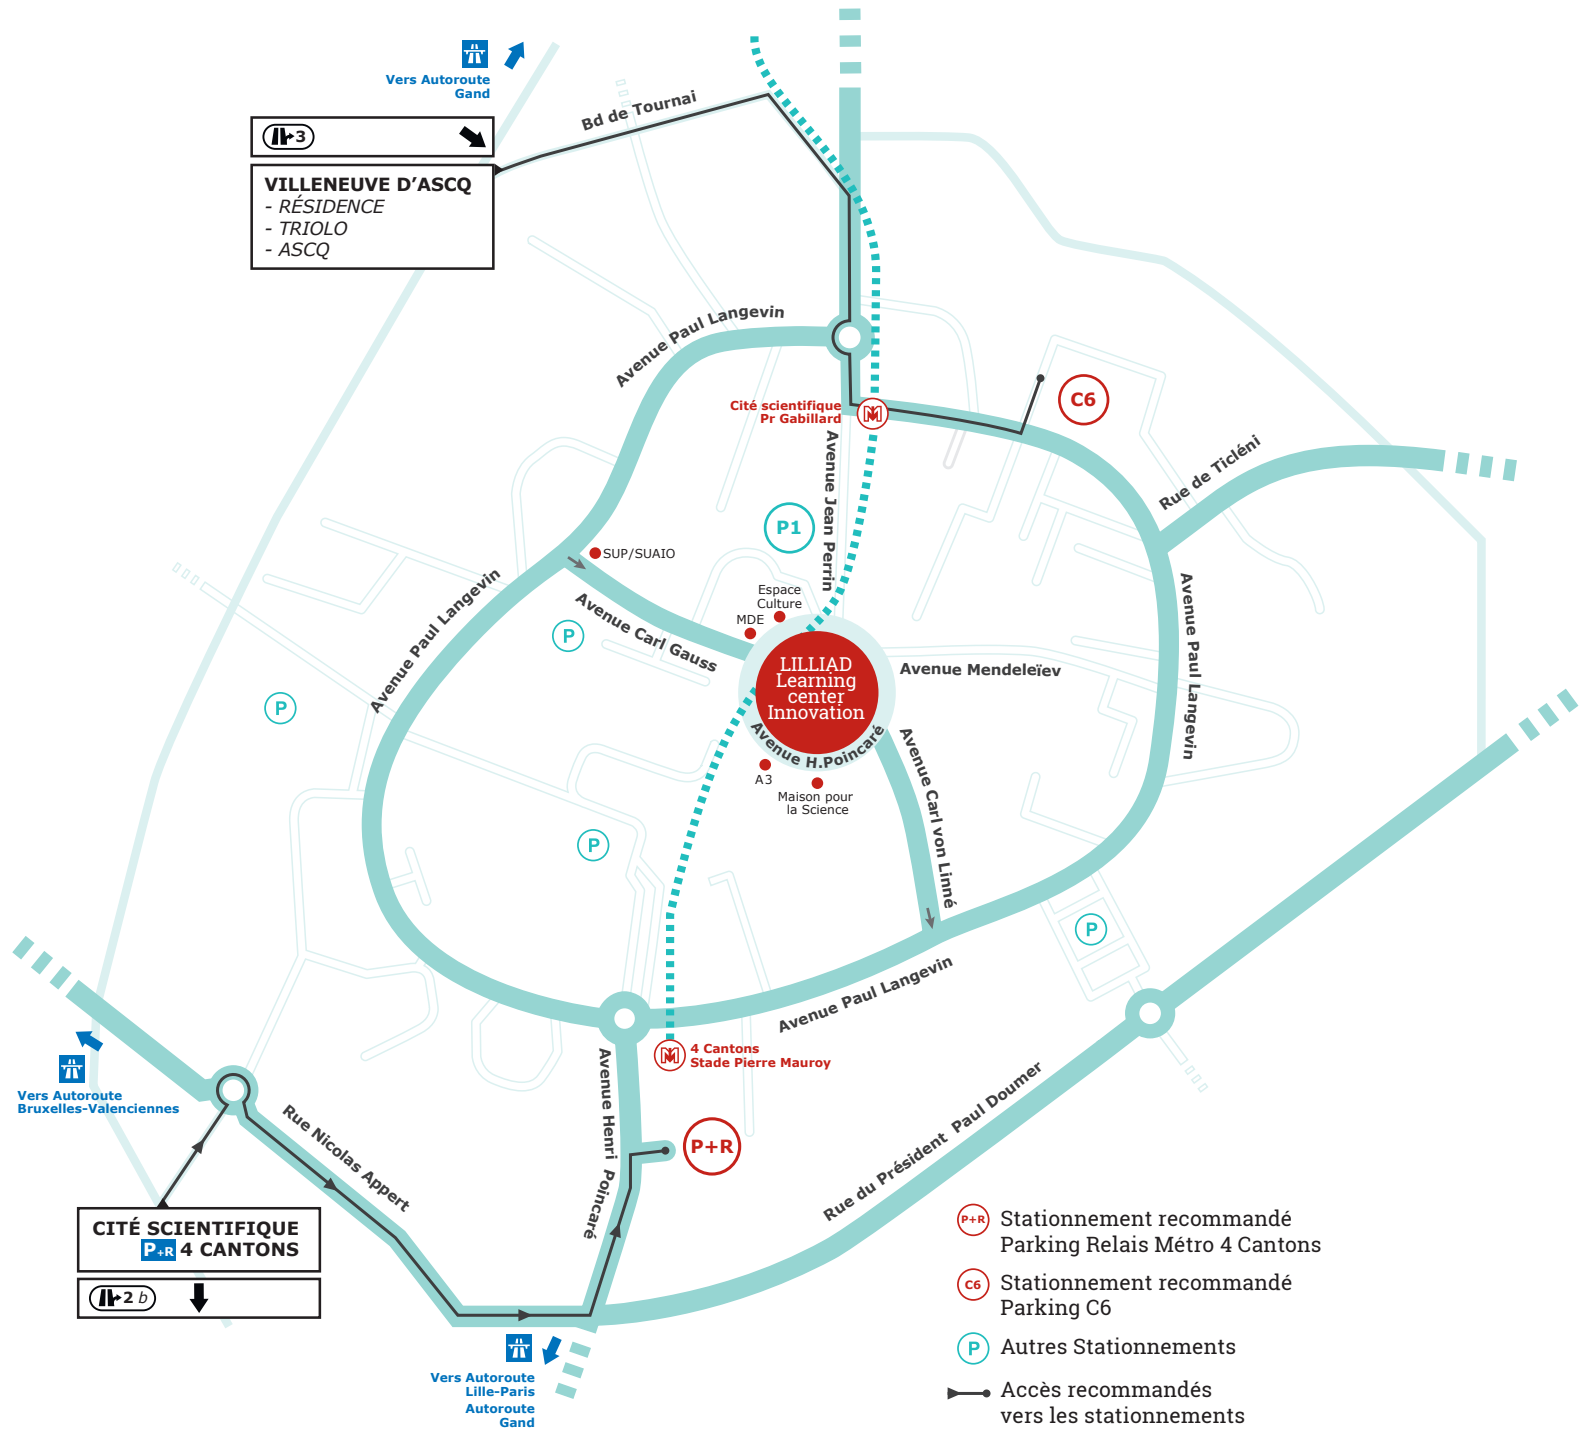 Vers Autoroute
Gand
3
VILLENEUVE D’ASCQ
- RÉSIDENCE
- TRIOLO
- ASCQ
Bd de Tournai
Avenue Paul Langevin
Cité scientifique
Pr Gabillard
M
C6
Rue de Ticléni
Avenue Jean Perrin
P1
SUP/SUAIO
Avenue Paul Langevin
Avenue Carl Gauss
P
P
Espace
Culture
MDE
LILLIAD
Learning
center
Innovation
Avenue H.Poincaré
Avenue Mendeleïev
Avenue Paul Langevin
A3
Maison pour
la Science
Avenue Carl von Linné
P
P
Avenue Paul Langevin
M
4 Cantons
Stade Pierre Mauroy
Vers Autoroute
Bruxelles-Valenciennes
Rue Nicolas Appert
Avenue Henri Poincaré
P+R
Rue du Président Paul Doumer
CITÉ SCIENTIFIQUE
P+R 4 CANTONS
2 b
Vers Autoroute
Lille-Paris
Autoroute
Gand
P+R Stationnement recommandé
Parking Relais Métro 4 Cantons
C6 Stationnement recommandé
Parking C6
P Autres Stationnements
Accès recommandés
vers les stationnements